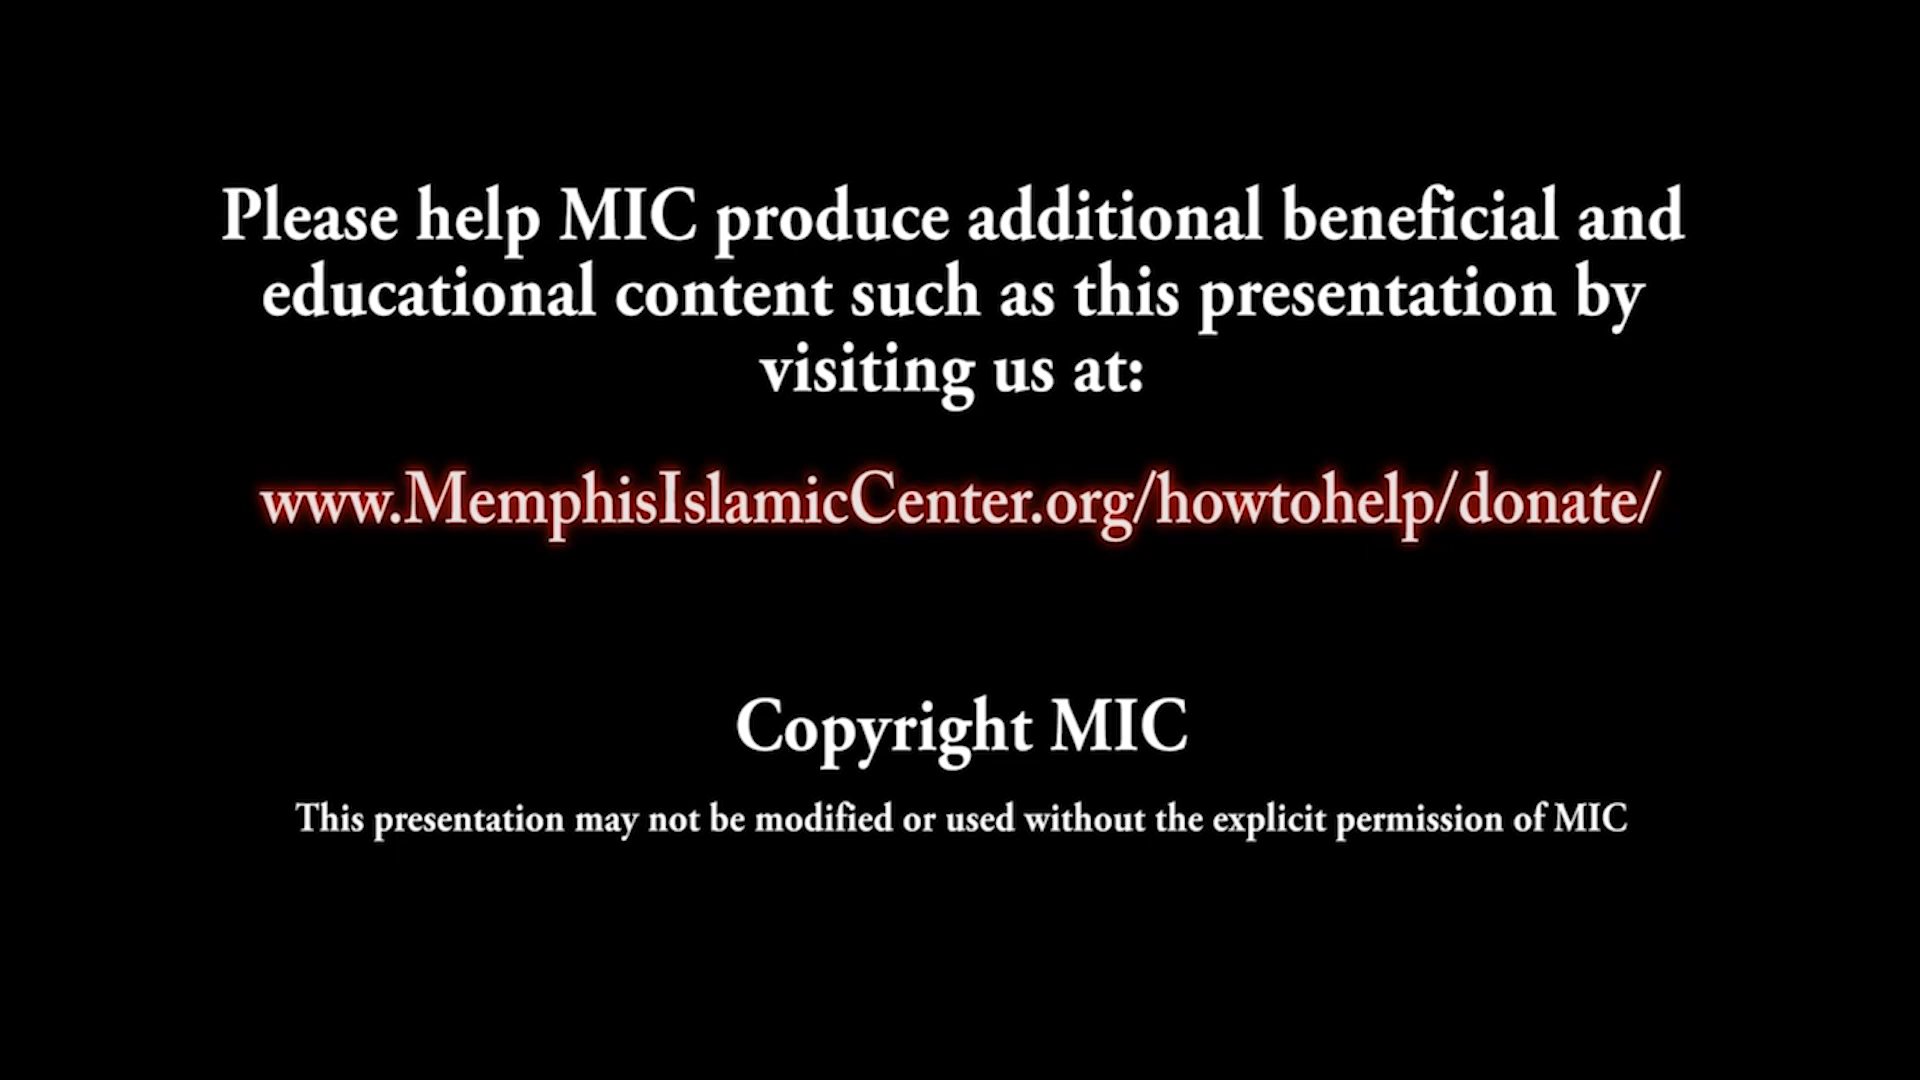 Please help MIC produce additional beneficial and
educational content such as this presentation by
visiting us at:
www.MemphisIslamicCenter.org/howtohelp/donate/
Copyright MIC
This presentation may not be modified or used without the explicit permission of MIC